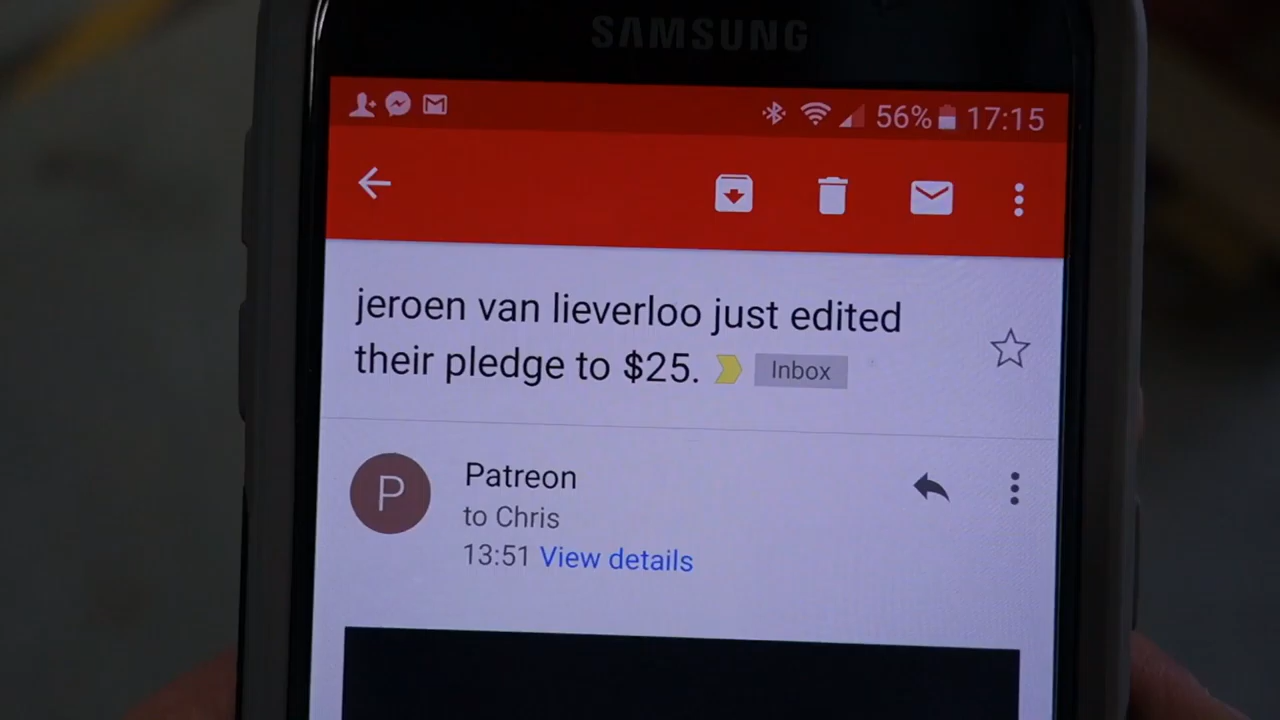 SAMSUNG
56% 17:15
jeroen van lieverloo just edited
their pledge to $25. Inbox
P
Patreon
to Chris
13:51 View details